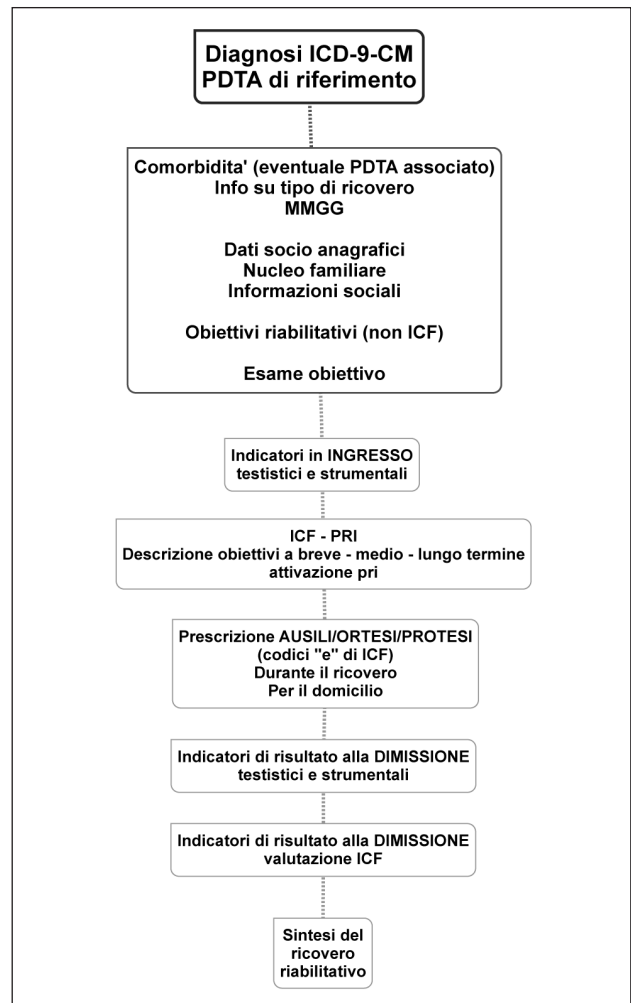 Diagnosi ICD-9-CM
PDTA di riferimento
Comorbidita' (eventuale PDTA associato)
Info su tipo di ricovero
MMGG
Dati socio anagrafici
Nucleo familiare
Informazioni sociali
Obiettivi riabilitativi (non ICF)
Esame obiettivo
Indicatori in INGRESSO
testistici e strumentali
ICF - PRI
Descrizione obiettivi a breve - medio - lungo termine
attivazione pri
Prescrizione AUSILI/ORTESI/PROTESI
(codici "e" di ICF)
Durante il ricovero
Per il domicilio
Indicatori di risultato alla DIMISSIONE
testistici e strumentali
Indicatori di risultato alla DIMISSIONE
valutazione ICF
Sintesi del
ricovero
riabilitativo